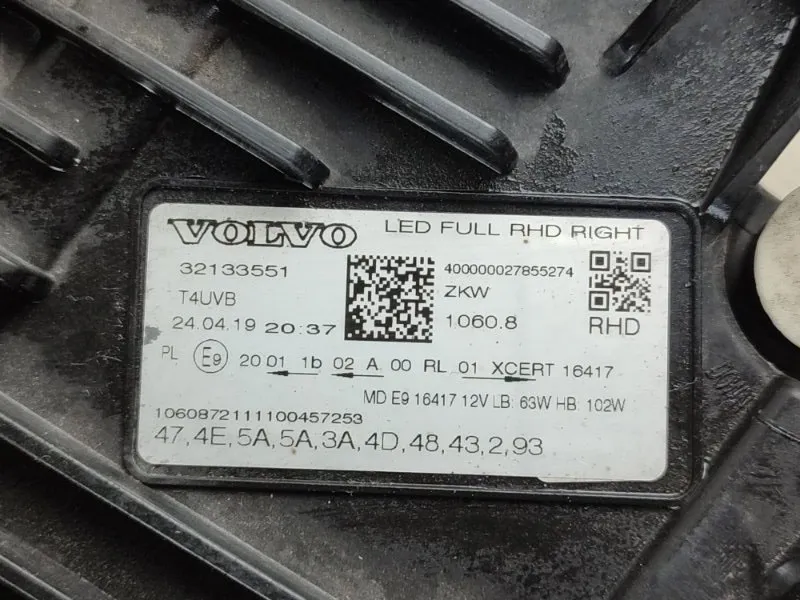 VOLVO LED FULL RHD RIGHT
32133551 400000027855274
T4UVB ZKW
24.04.19 20:37 1060.8 RHD
PL E9 20 01 1b 02 A 00 RL 01 XCERT 16417
MD E9 16417 12V LB: 63W HB: 102W
1060872111100457253
47,4E,5A,5A,3A,4D,48,43,2,93